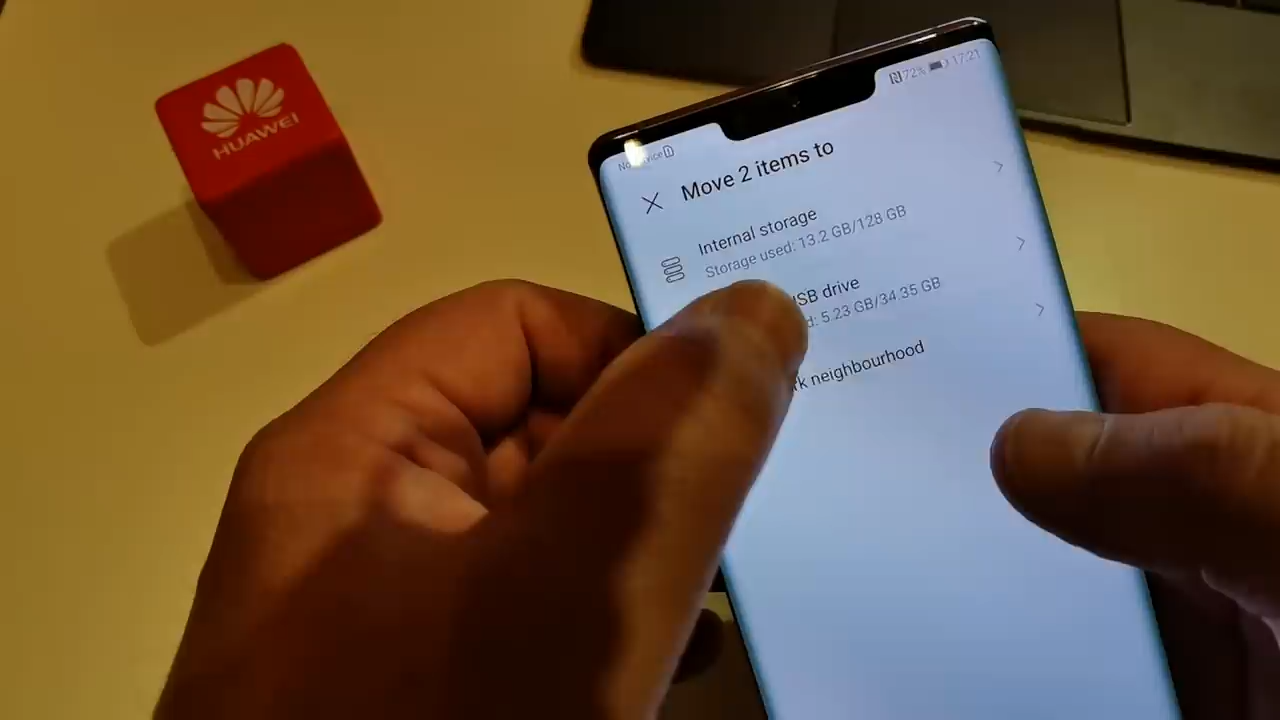 HUAWEI
72% 17:21
Move 2 items to
Internal storage
Storage used: 13.2 GB/128 GB
USB drive
5.23 GB/34.35 GB
neighbourhood